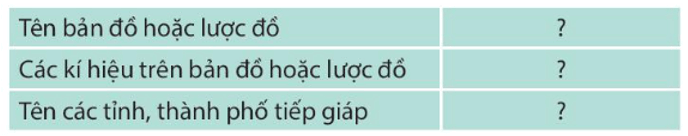 Tên bản đồ hoặc lược đồ ?
Các kí hiệu trên bản đồ hoặc lược đồ ?
Tên các tỉnh, thành phố tiếp giáp ?